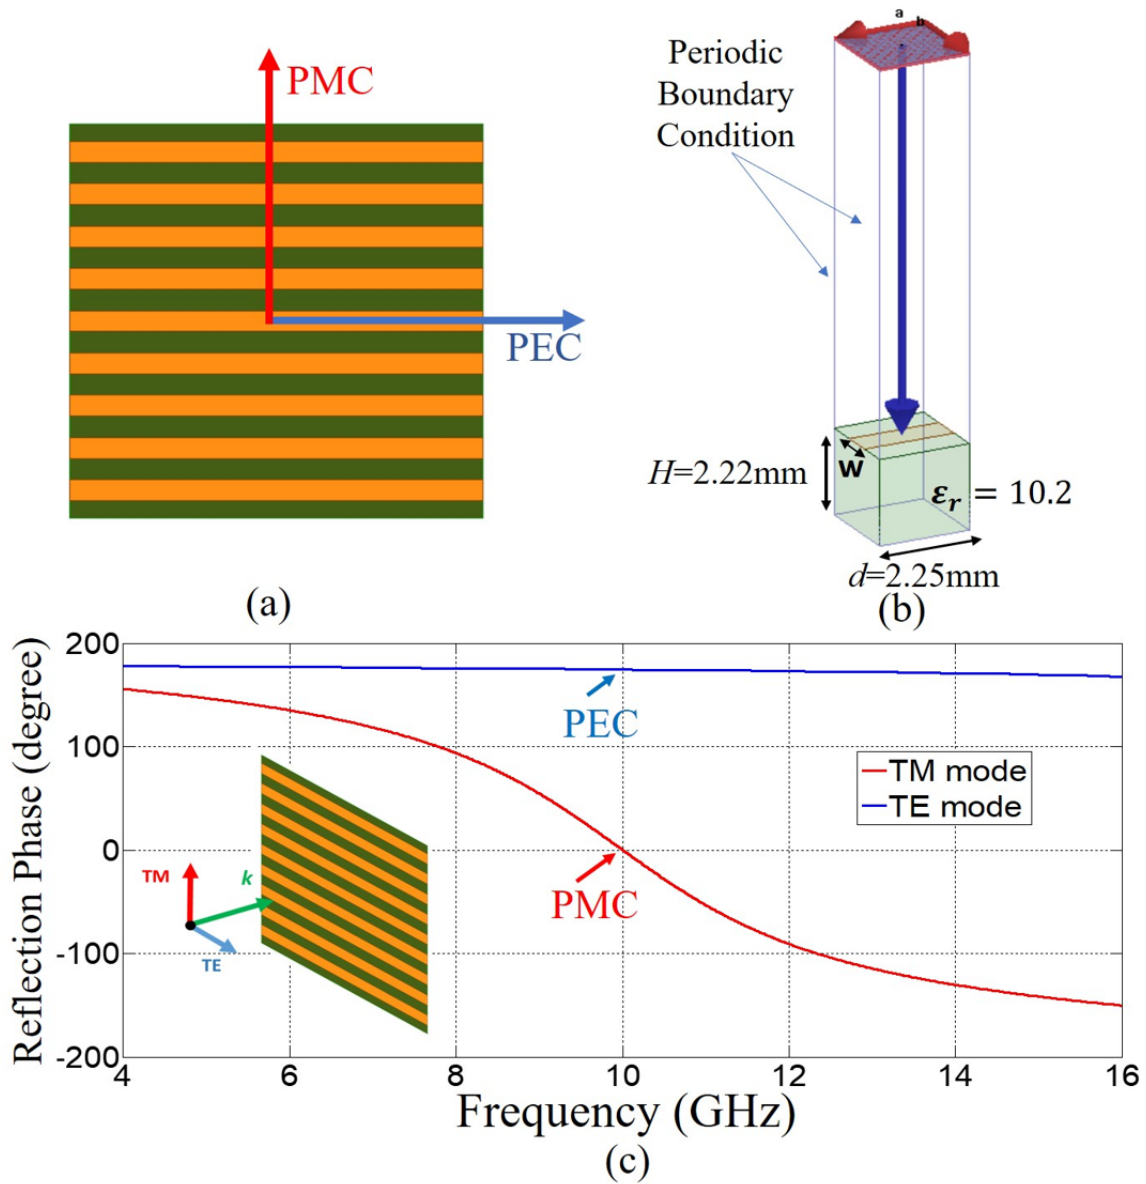 PMC
PEC
(a)
a
b
Periodic
Boundary
Condition
H=2.22mm
W
εr = 10.2
d=2.25mm
(b)
Reflection Phase (degree)
200
100
0
-100
-200
PEC
PMC
TM mode
TE mode
TM
k
TE
4 6 8 10 12 14 16
Frequency (GHz)
(c)